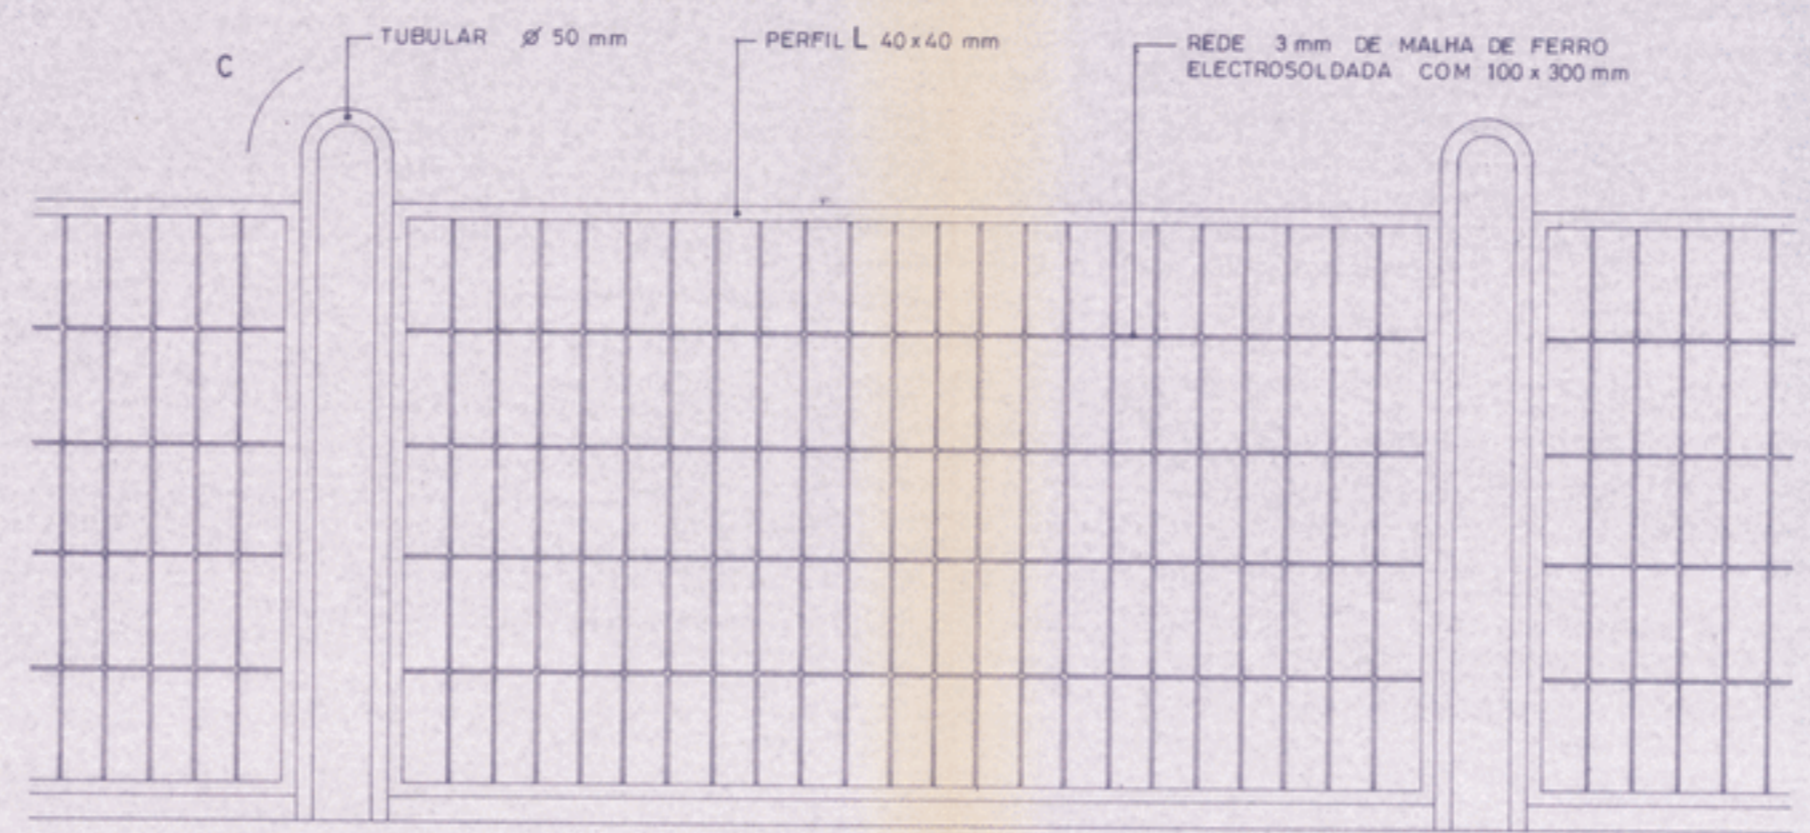 C
TUBULAR Ø 50 mm
PERFIL L 40x40 mm
REDE 3 mm DE MALHA DE FERRO
ELECTROSOLDADA COM 100 x 300 mm